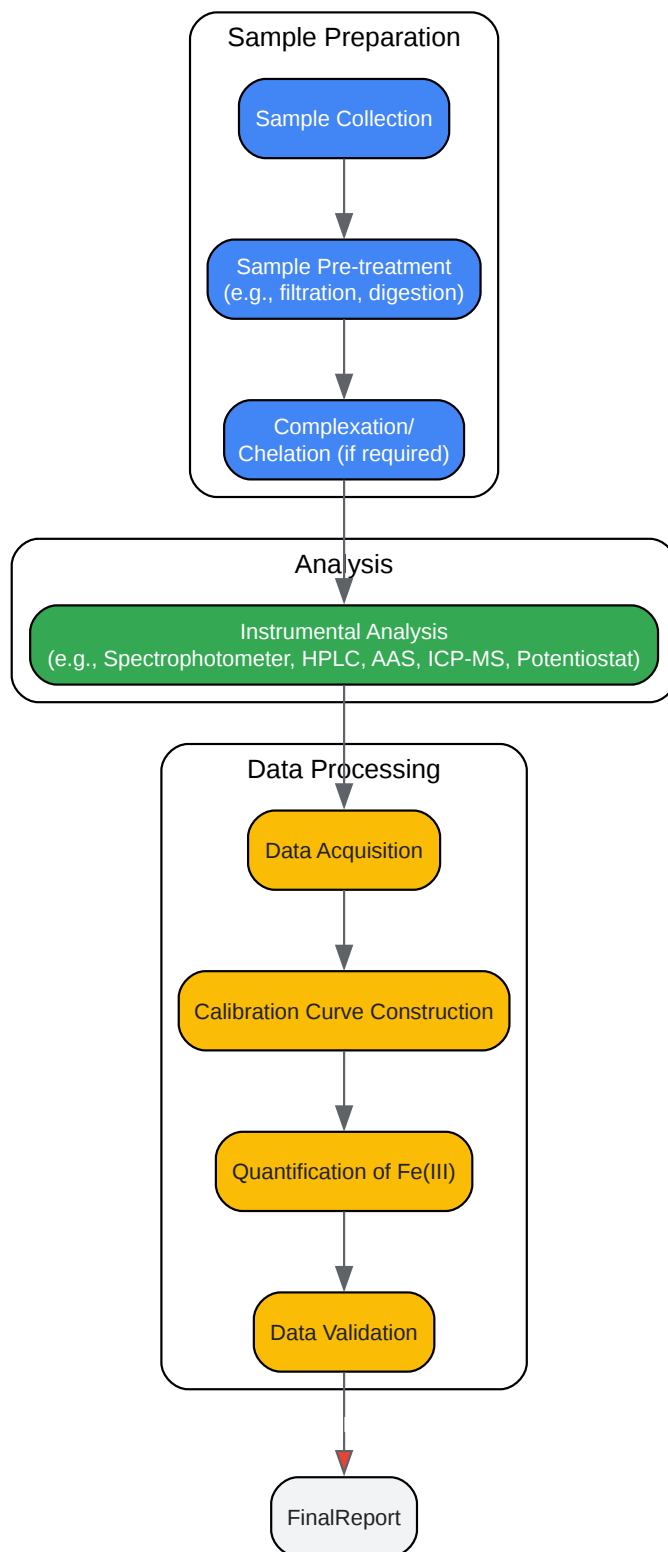 Sample Preparation
Sample Collection
Sample Pre-treatment
(e.g., filtration, digestion)
Complexation/
Chelation (if required)
Analysis
Instrumental Analysis
(e.g., Spectrophotometer, HPLC, AAS, ICP-MS, Potentiostat)
Data Processing
Data Acquisition
Calibration Curve Construction
Quantification of Fe(III)
Data Validation
FinalReport